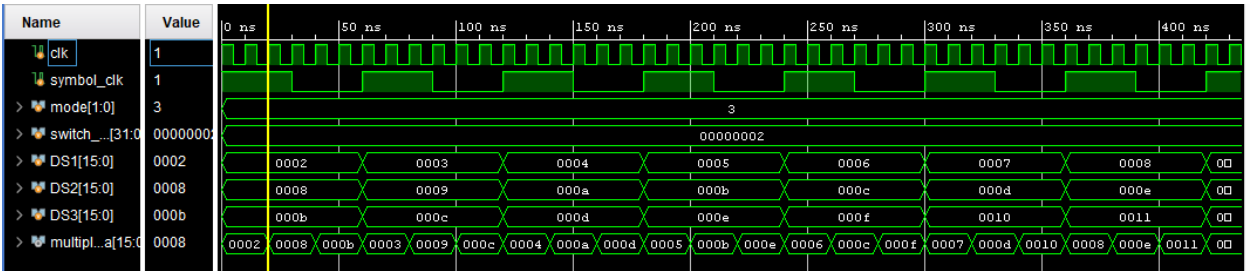 Name Value 0 ns 50 ns 100 ns 150 ns 200 ns 250 ns 300 ns 350 ns 400 ns
clk 1
symbol_clk 1
> mode[1:0] 3 3
> switch_...[31:0 00000002 00000002
> DS1[15:0] 0002 0002 0003 0004 0005 0006 0007 0008 00
> DS2[15:0] 0008 0008 0009 000a 000b 000c 000d 000e 00
> DS3[15:0] 000b 000b 000c 000d 000e 000f 0010 0011 00
> multipl...a[15:0 0008 0002 0008 000b 0003 0009 000c 0004 000a 000d 0005 000b 000e 0006 000c 000f 0007 000d 0010 0008 000e 0011 00